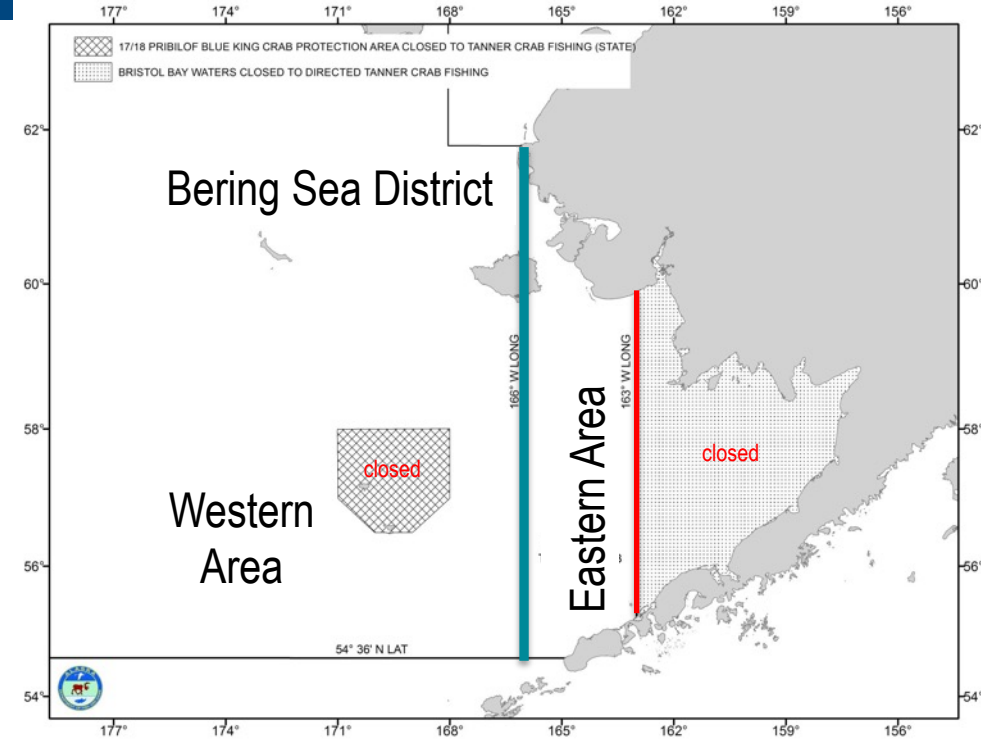 177° 174° 171° 168° 165° 162° 159° 156°
17/18 PRIBILOF BLUE KING CRAB PROTECTION AREA CLOSED TO TANNER CRAB FISHING (STATE)
BRISTOL BAY WATERS CLOSED TO DIRECTED TANNER CRAB FISHING
62° 62°
Bering Sea District
60° 60°
166° W LONG
163° W LONG
58° 58°
Eastern Area
closed
closed
Western
Area
56° 56°
54° 36' N LAT
54° 54°
177° 174° 171° 168° 165° 162° 159° 156°